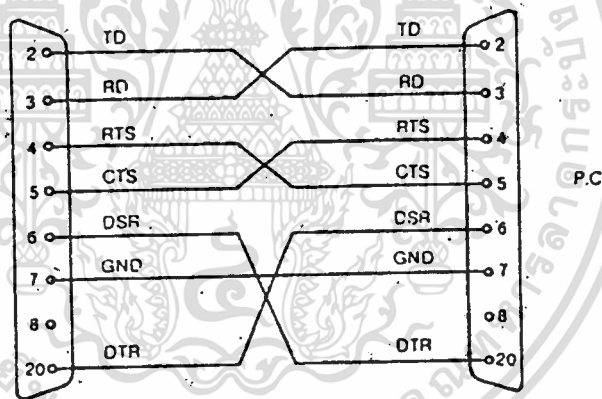 TD TD
2 2
RD RD
3 3
RTS RTS
4 4
CTS CTS
5 5 P.C
DSR DSR
6 6
GND GND
7 7
8 8
DTR DTR
20 20